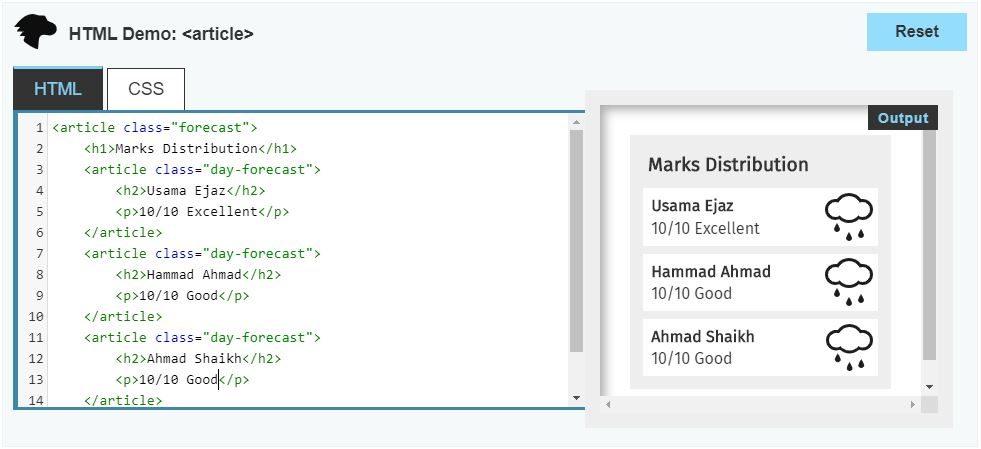 HTML Demo: <article>
Reset
HTML
CSS
1 <article class="forecast">
2     <h1>Marks Distribution</h1>
3     <article class="day-forecast">
4         <h2>Usama Ejaz</h2>
5         <p>10/10 Excellent</p>
6     </article>
7     <article class="day-forecast">
8         <h2>Hammad Ahmad</h2>
9         <p>10/10 Good</p>
10     </article>
11     <article class="day-forecast">
12         <h2>Ahmad Shaikh</h2>
13         <p>10/10 Good</p>
14     </article>
Output
Marks Distribution
Usama Ejaz
10/10 Excellent
Hammad Ahmad
10/10 Good
Ahmad Shaikh
10/10 Good